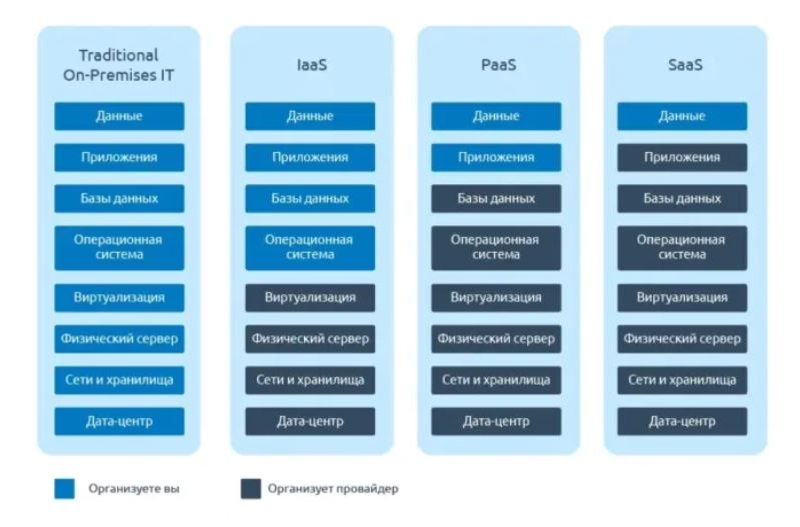 Traditional
On-Premises IT
Данные
Приложения
Базы данных
Операционная
система
Виртуализация
Физический сервер
Сети и хранилища
Дата-центр
IaaS
Данные
Приложения
Базы данных
Операционная
система
Виртуализация
Физический сервер
Сети и хранилища
Дата-центр
PaaS
Данные
Приложения
Базы данных
Операционная
система
Виртуализация
Физический сервер
Сети и хранилища
Дата-центр
SaaS
Данные
Приложения
Базы данных
Операционная
система
Виртуализация
Физический сервер
Сети и хранилища
Дата-центр
Организуете вы
Организует провайдер